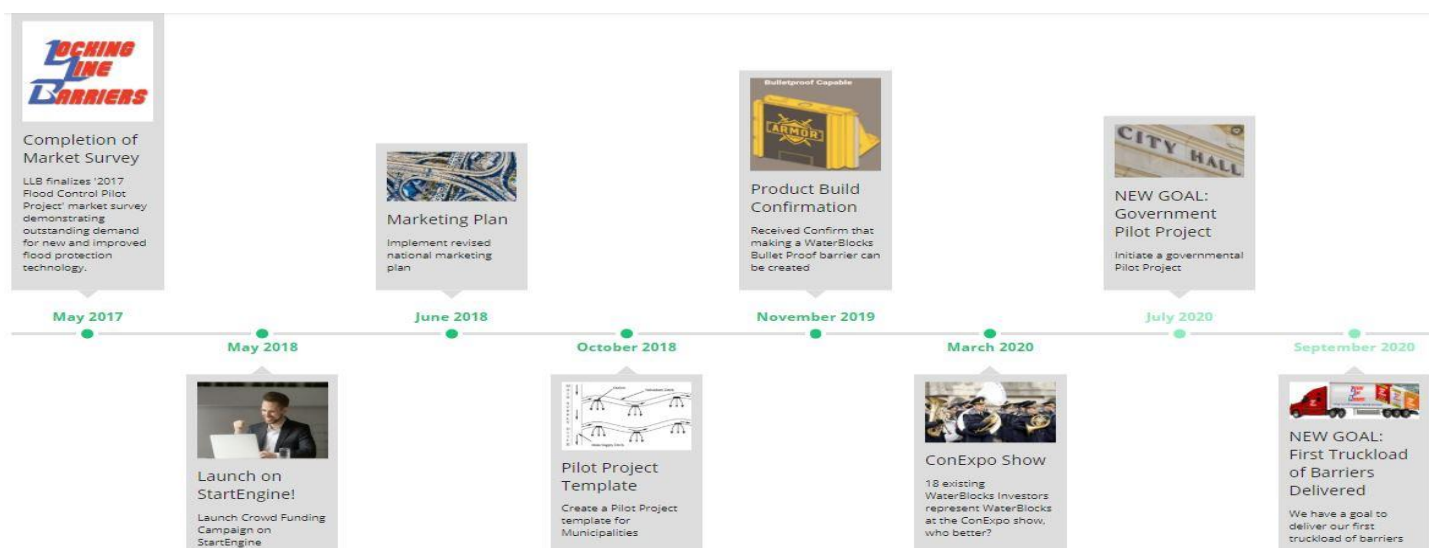 LOCKING
LINE
BARRIERS
Completion of
Market Survey
LLB finalizes '2017
Flood Control Pilot
Project' market survey
demonstrating
outstanding demand
for new and improved
flood protection
technology.
May 2017
May 2018
Launch on
StartEngine!
Launch Crowd Funding
Campaign on
StartEngine
Marketing Plan
Implement revised
national marketing
plan
June 2018
October 2018
Pilot Project
Template
Create a Pilot Project
template for
Municipalities
Bulletproof Capable
ARMOR
Product Build
Confirmation
Received Confirm that
making a WaterBlocks
Bullet Proof barrier can
be created
November 2019
March 2020
ConExpo Show
18 existing
WaterBlocks Investors
represent WaterBlocks
at the ConExpo show,
who better?
CITY HALL
NEW GOAL:
Government
Pilot Project
Initiate a governmental
Pilot Project
July 2020
September 2020
NEW GOAL:
First Truckload
of Barriers
Delivered
We have a goal to
deliver our first
truckload of barriers